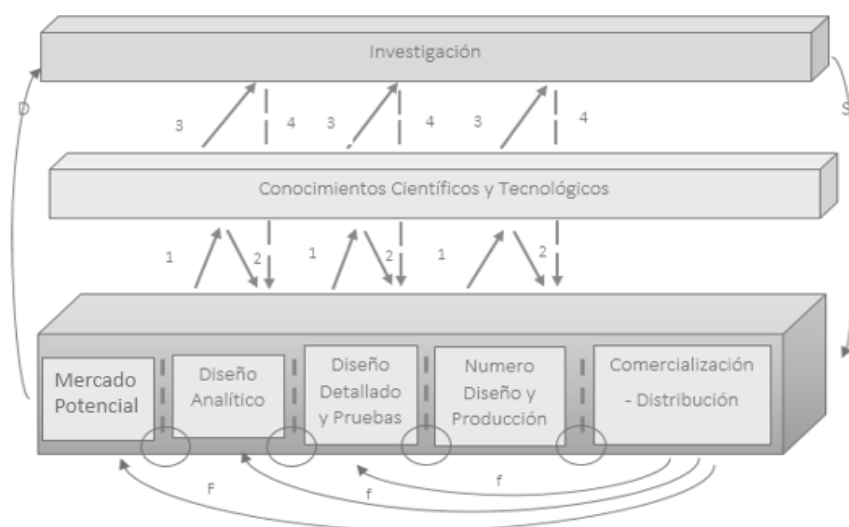 Investigación
D
S
3
4
3
4
3
4
Conocimientos Científicos y Tecnológicos
1
2
1
2
1
2
Mercado
Potencial
Diseño
Analítico
Diseño
Detallado
y Pruebas
Numero
Diseño y
Producción
Comercialización
- Distribución
F
f
f